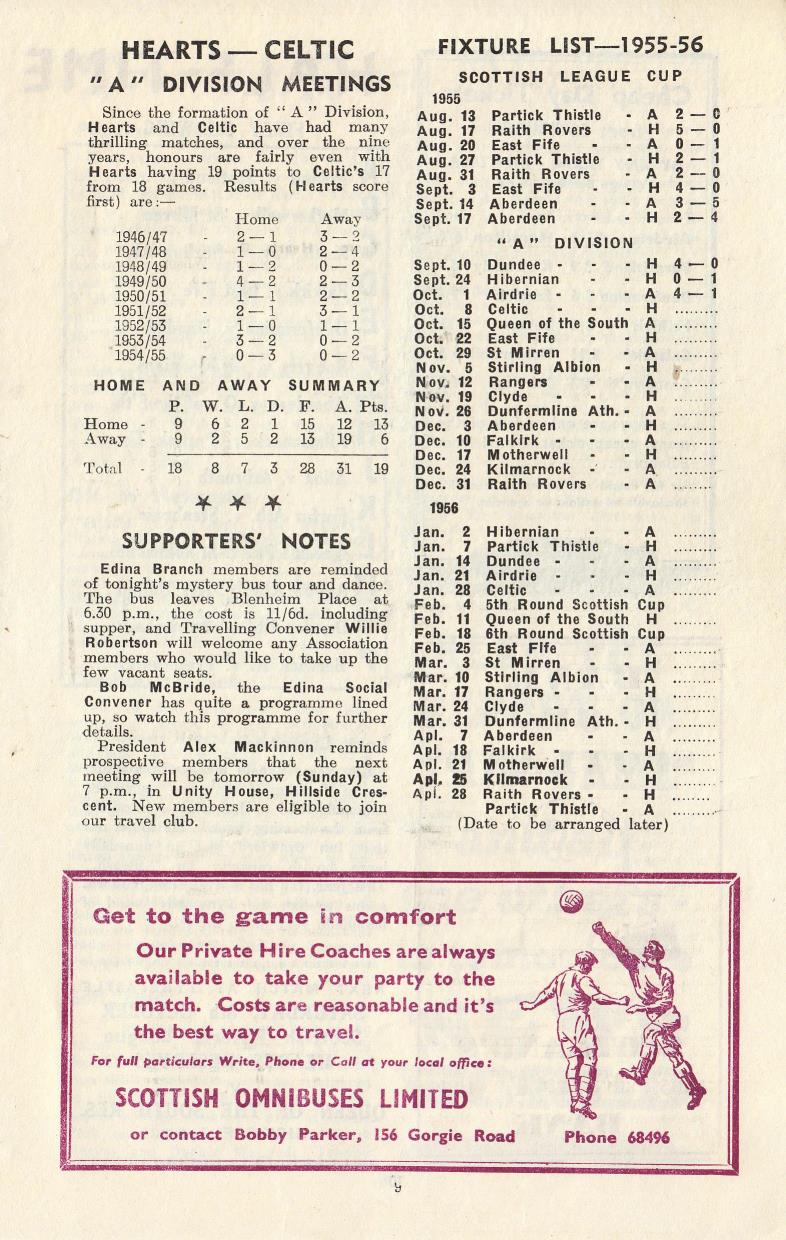 HEARTS — CELTIC
" A " DIVISION MEETINGS
Since the formation of " A " Division,
Hearts and Celtic have had many
thrilling matches, and over the nine
years, honours are fairly even with
Hearts having 19 points to Celtic's 17
from 18 games. Results (Hearts score
first) are :—
Home Away
1946/47 - 2 — 1 3 — 2
1947/48 - 1 — 0 2 — 4
1948/49 - 1 — 2 0 — 2
1949/50 - 4 — 2 2 — 3
1950/51 - 1 — 1 2 — 2
1951/52 - 2 — 1 3 — 1
1952/53 - 1 — 0 1 — 1
1953/54 - 3 — 2 0 — 2
1954/55 - 0 — 3 0 — 2
HOME AND AWAY SUMMARY
P. W. L. D. F. A. Pts.
Home - 9 6 2 1 15 12 13
Away - 9 2 5 2 13 19 6
Total - 18 8 7 3 28 31 19
SUPPORTERS' NOTES
Edina Branch members are reminded
of tonight's mystery bus tour and dance.
The bus leaves Blenheim Place at
6.30 p.m., the cost is 11/6d. including
supper, and Travelling Convener Willie
Robertson will welcome any Association
members who would like to take up the
few vacant seats.
Bob McBride, the Edina Social
Convener has quite a programme lined
up, so watch this programme for further
details.
President Alex Mackinnon reminds
prospective members that the next
meeting will be tomorrow (Sunday) at
7 p.m., in Unity House, Hillside Cres-
cent. New members are eligible to join
our travel club.
FIXTURE LIST—1955-56
SCOTTISH LEAGUE CUP
1955
Aug. 13 Partick Thistle - A 2 — 0
Aug. 17 Raith Rovers - H 5 — 0
Aug. 20 East Fife - - A 0 — 1
Aug. 27 Partick Thistle - H 2 — 1
Aug. 31 Raith Rovers - A 2 — 0
Sept. 3 East Fife - - H 4 — 0
Sept. 14 Aberdeen - - A 3 — 5
Sept. 17 Aberdeen - - H 2 — 4
" A " DIVISION
Sept. 10 Dundee - - - H 4 — 0
Sept. 24 Hibernian - - H 0 — 1
Oct. 1 Airdrie - - - A 4 — 1
Oct. 8 Celtic - - - H .........
Oct. 15 Queen of the South A .........
Oct. 22 East Fife - - H .........
Oct. 29 St Mirren - - A .........
Nov. 5 Stirling Albion - H .........
Nov. 12 Rangers - - A .........
Nov. 19 Clyde - - - H .........
Nov. 26 Dunfermline Ath. - A .........
Dec. 3 Aberdeen - - H .........
Dec. 10 Falkirk - - - A .........
Dec. 17 Motherwell - - H .........
Dec. 24 Kilmarnock - - A .........
Dec. 31 Raith Rovers - A ........
1956
Jan. 2 Hibernian - - A .........
Jan. 7 Partick Thistle - H .........
Jan. 14 Dundee - - - A .........
Jan. 21 Airdrie - - - H .........
Jan. 28 Celtic - - - A .........
Feb. 4 5th Round Scottish Cup
Feb. 11 Queen of the South H .........
Feb. 18 6th Round Scottish Cup
Feb. 25 East Fife - - A .........
Mar. 3 St Mirren - - H .........
Mar. 10 Stirling Albion - A .........
Mar. 17 Rangers - - - H .........
Mar. 24 Clyde - - - A .........
Mar. 31 Dunfermline Ath. - H .........
Apl. 7 Aberdeen - - A .........
Apl. 18 Falkirk - - - H .........
Apl. 21 Motherwell - - A .........
Apl. 25 Kilmarnock - - H .........
Apl. 28 Raith Rovers - - H ........
Partick Thistle - A .........
(Date to be arranged later)
Get to the game in comfort
Our Private Hire Coaches are always
available to take your party to the
match. Costs are reasonable and it's
the best way to travel.
For full particulars Write, Phone or Call at your local office :
SCOTTISH OMNIBUSES LIMITED
or contact Bobby Parker, 156 Gorgie Road Phone 68496